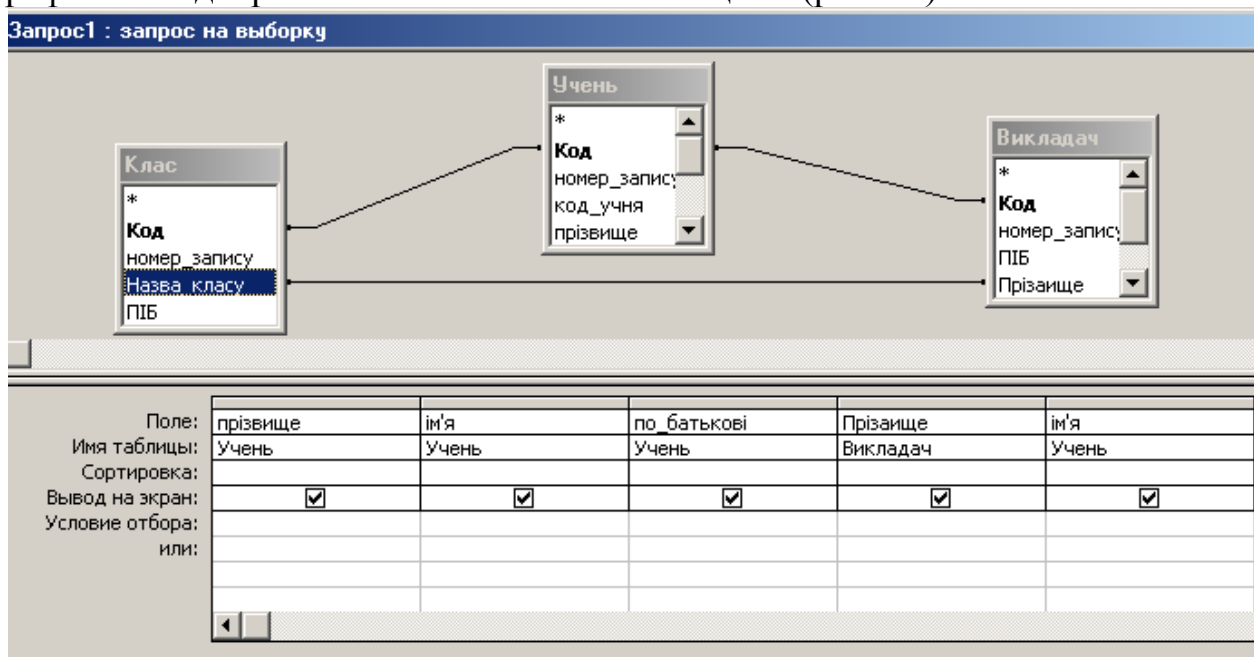 Запрос1 : запрос на выборку
Клас
*
Код
номер_запису
Назва_класу
ПІБ
Учень
*
Код
номер_запису
код_учня
прізвище
Викладач
*
Код
номер_запису
ПІБ
Прізаище
Поле: прізвище ім'я по_батькові Прізаище ім'я
Имя таблицы: Учень Учень Учень Викладач Учень
Сортировка:
Вывод на экран:
Условие отбора:
или: